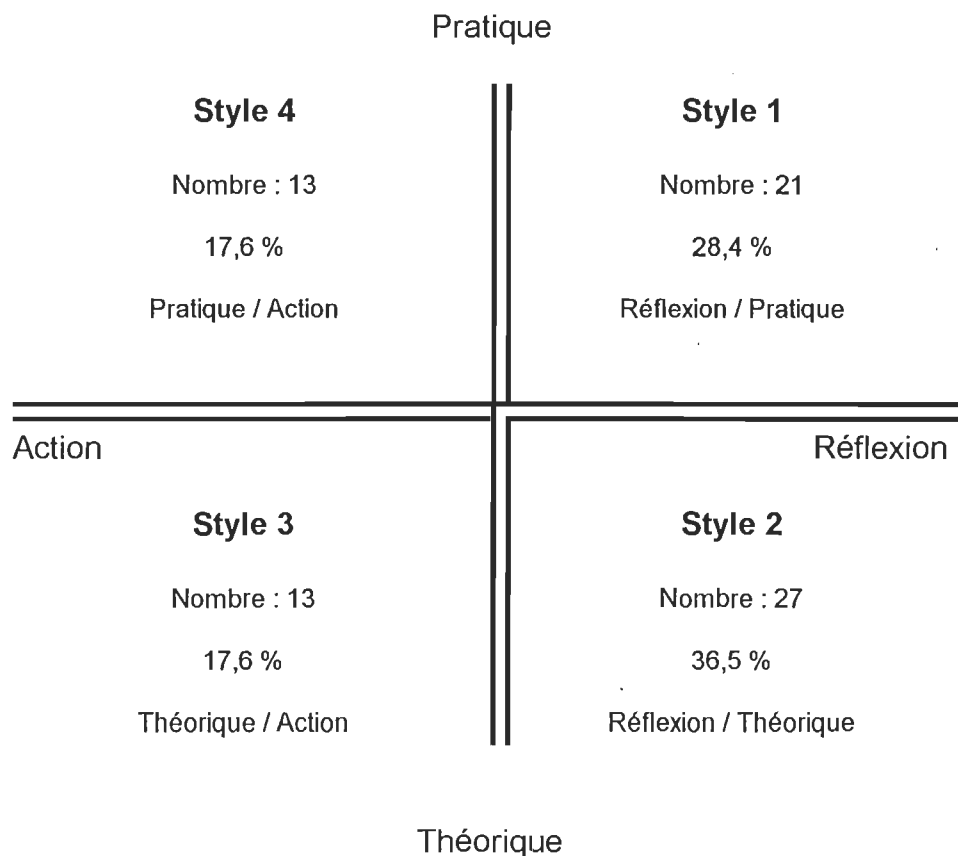 Pratique
Style 4
Nombre : 13
17,6 %
Pratique / Action
Style 1
Nombre : 21
28,4 %
Réflexion / Pratique
Action
Réflexion
Style 3
Nombre : 13
17,6 %
Théorique / Action
Style 2
Nombre : 27
36,5 %
Réflexion / Théorique
Théorique